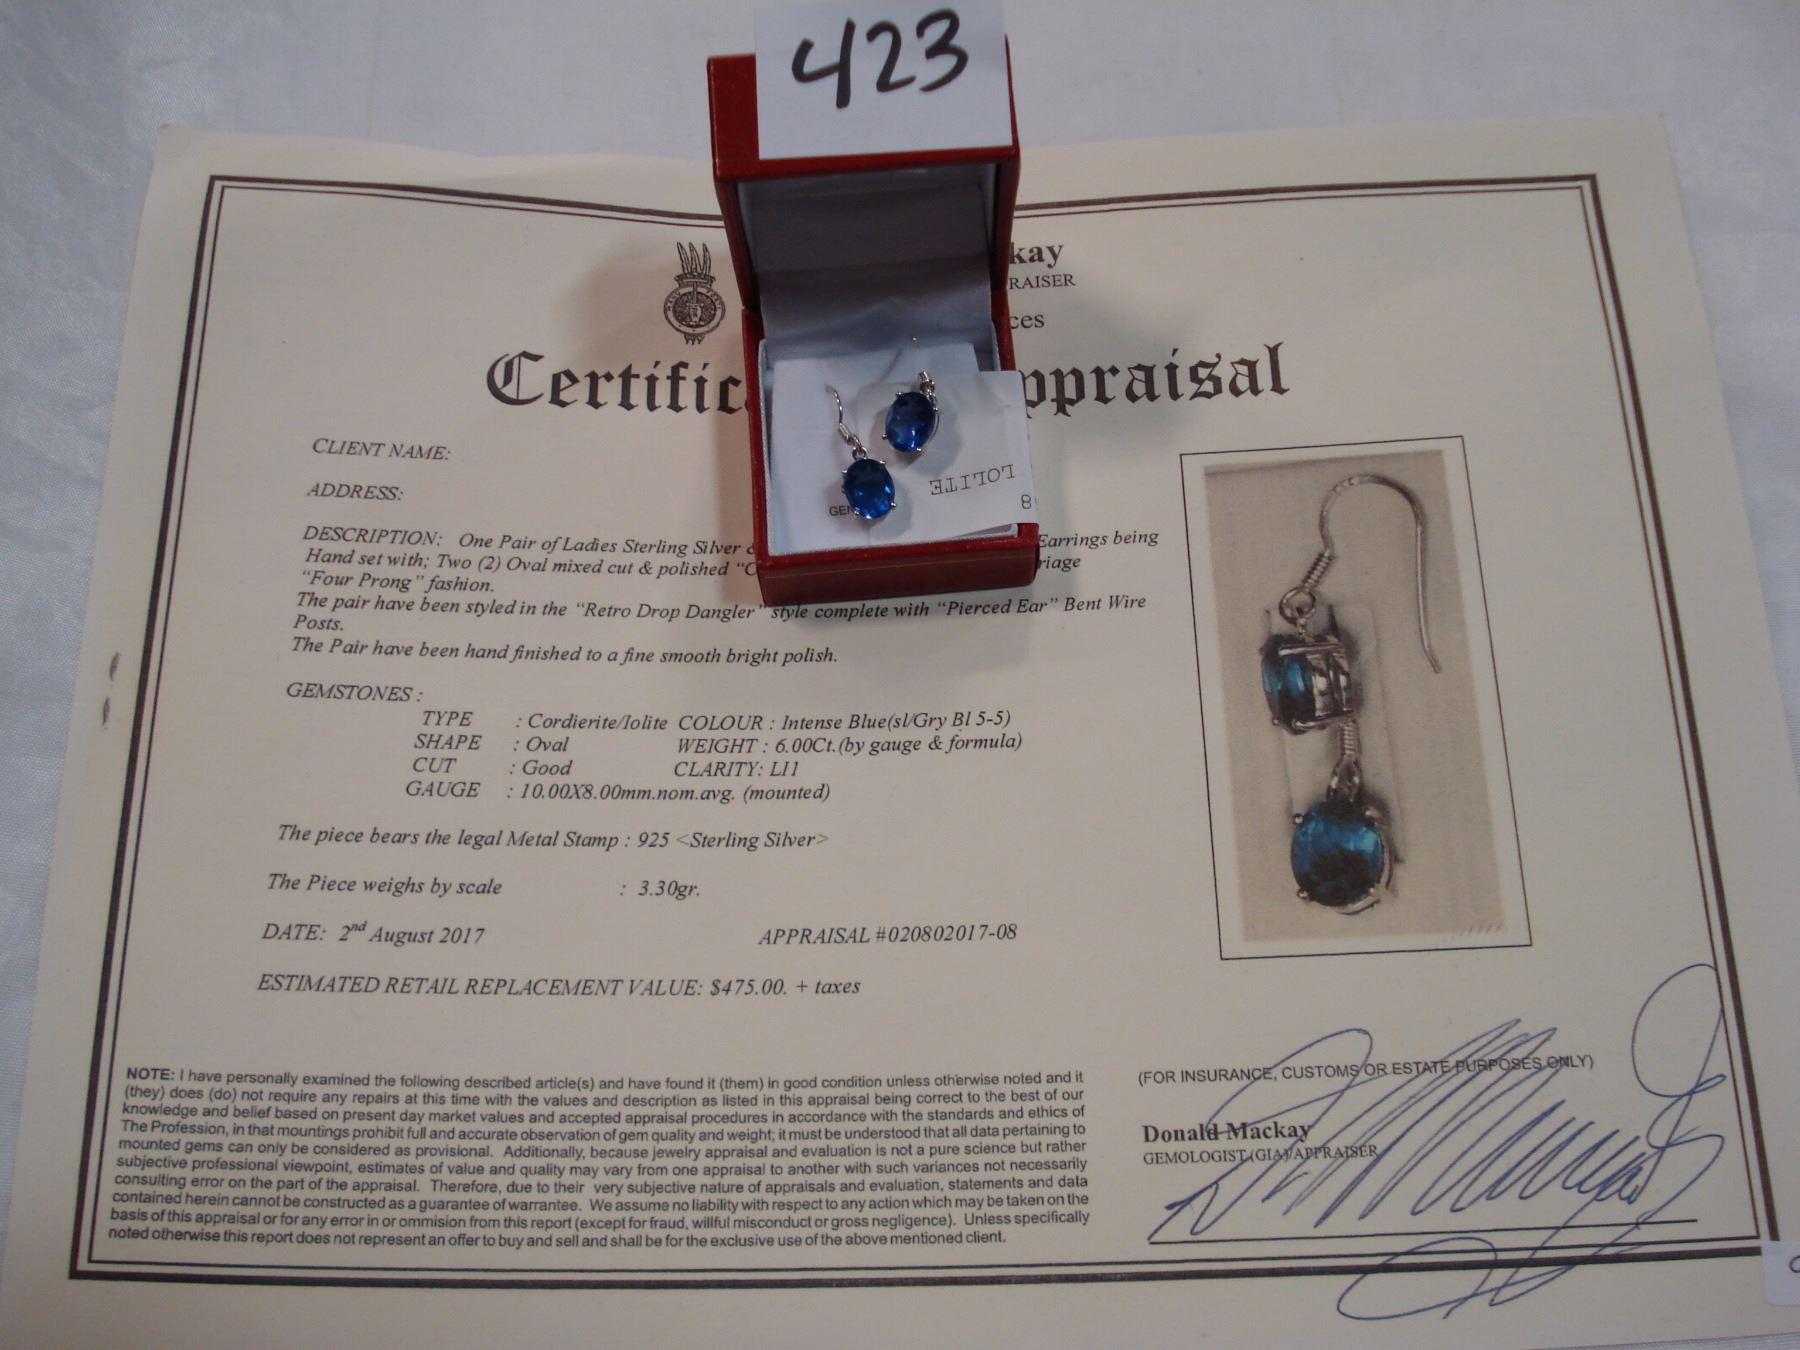 423
kay
RAISER
ces
Certific ppraisal
CLIENT NAME:
ADDRESS:
DESCRIPTION: One Pair of Ladies Sterling Silver & Earrings being
Hand set with; Two (2) Oval mixed cut & polished "C riage
"Four Prong" fashion.
The pair have been styled in the "Retro Drop Dangler" style complete with "Pierced Ear" Bent Wire
Posts.
The Pair have been hand finished to a fine smooth bright polish.
LOLITE
8
GEM
GEMSTONES :
TYPE : Cordierite/Iolite COLOUR : Intense Blue(sl/Gry Bl 5-5)
SHAPE : Oval WEIGHT : 6.00Ct.(by gauge & formula)
CUT : Good CLARITY: LI1
GAUGE : 10.00X8.00mm.nom.avg. (mounted)
The piece bears the legal Metal Stamp : 925 <Sterling Silver>
The Piece weighs by scale : 3.30gr.
DATE: 2nd August 2017 APPRAISAL #020802017-08
ESTIMATED RETAIL REPLACEMENT VALUE: $475.00. + taxes
NOTE: I have personally examined the following described article(s) and have found it (them) in good condition unless otherwise noted and it
(they) does (do) not require any repairs at this time with the values and description as listed in this appraisal being correct to the best of our
knowledge and belief based on present day market values and accepted appraisal procedures in accordance with the standards and ethics of
The Profession, in that mountings prohibit full and accurate observation of gem quality and weight; it must be understood that all data pertaining to
mounted gems can only be considered as provisional. Additionally, because jewelry appraisal and evaluation is not a pure science but rather
subjective professional viewpoint, estimates of value and quality may vary from one appraisal to another with such variances not necessarily
consulting error on the part of the appraisal. Therefore, due to their very subjective nature of appraisals and evaluation, statements and data
contained herein cannot be constructed as a guarantee of warrantee. We assume no liability with respect to any action which may be taken on the
basis of this appraisal or for any error in or ommision from this report (except for fraud, willful misconduct or gross negligence). Unless specifically
noted otherwise this report does not represent an offer to buy and sell and shall be for the exclusive use of the above mentioned client.
(FOR INSURANCE, CUSTOMS OR ESTATE PURPOSES ONLY)
Donald Mackay
GEMOLOGIST (GIA)/APPRAISER